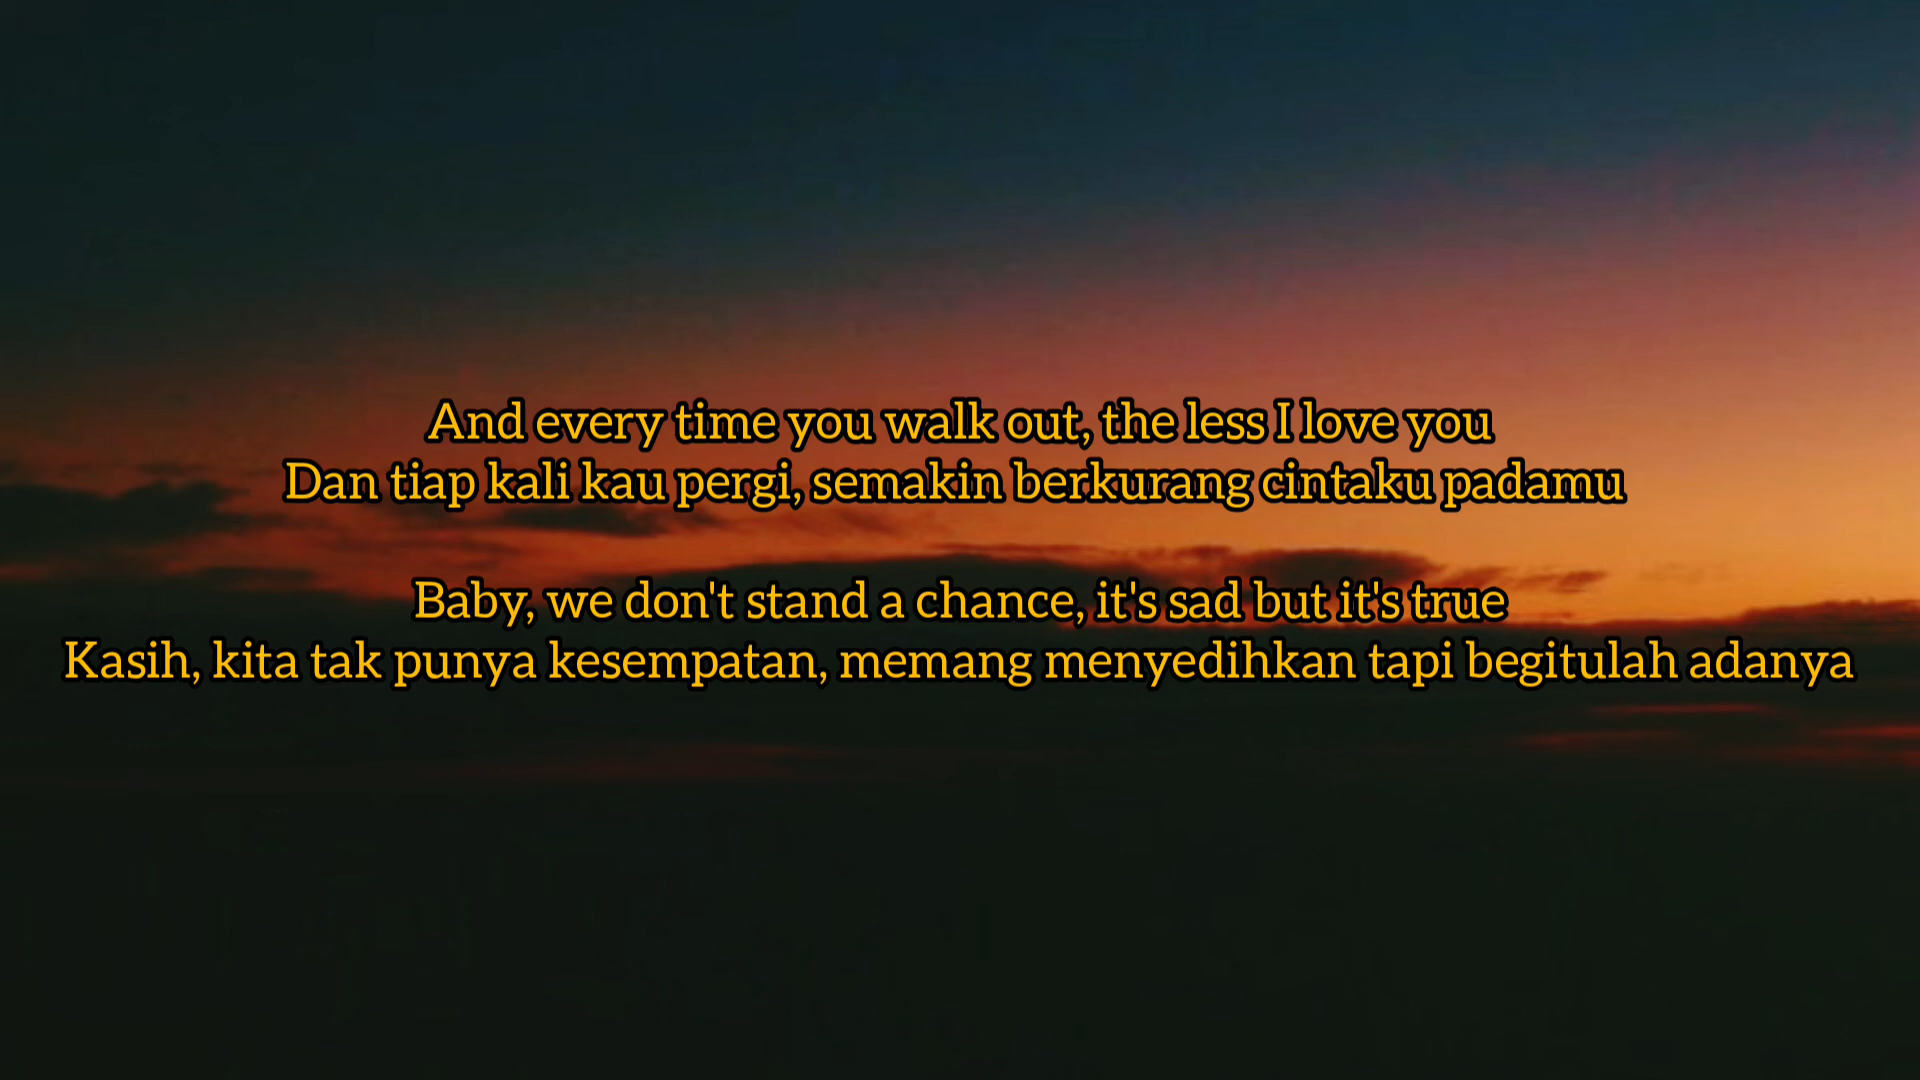 And every time you walk out, the less I love you
Dan tiap kali kau pergi, semakin berkurang cintaku padamu
Baby, we don't stand a chance, it's sad but it's true
Kasih, kita tak punya kesempatan, memang menyedihkan tapi begitulah adanya